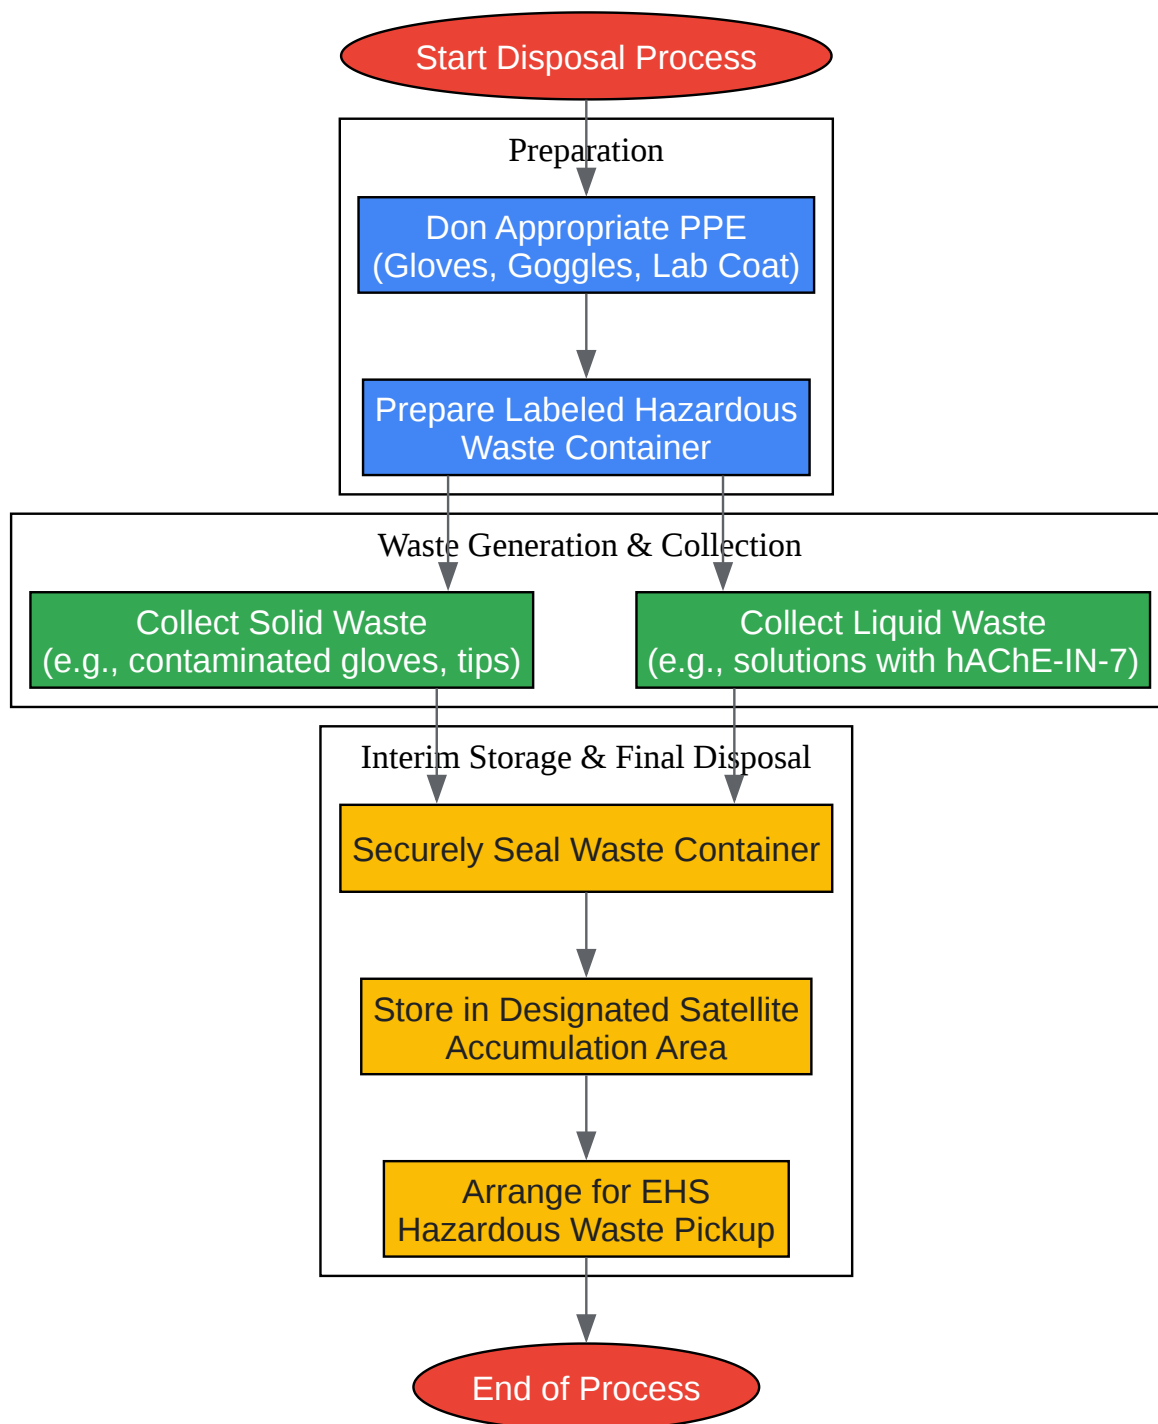 Start Disposal Process
Preparation
Don Appropriate PPE
(Gloves, Goggles, Lab Coat)
Prepare Labeled Hazardous
Waste Container
Waste Generation & Collection
Collect Solid Waste
(e.g., contaminated gloves, tips)
Collect Liquid Waste
(e.g., solutions with hAChE-IN-7)
Interim Storage & Final Disposal
Securely Seal Waste Container
Store in Designated Satellite
Accumulation Area
Arrange for EHS
Hazardous Waste Pickup
End of Process